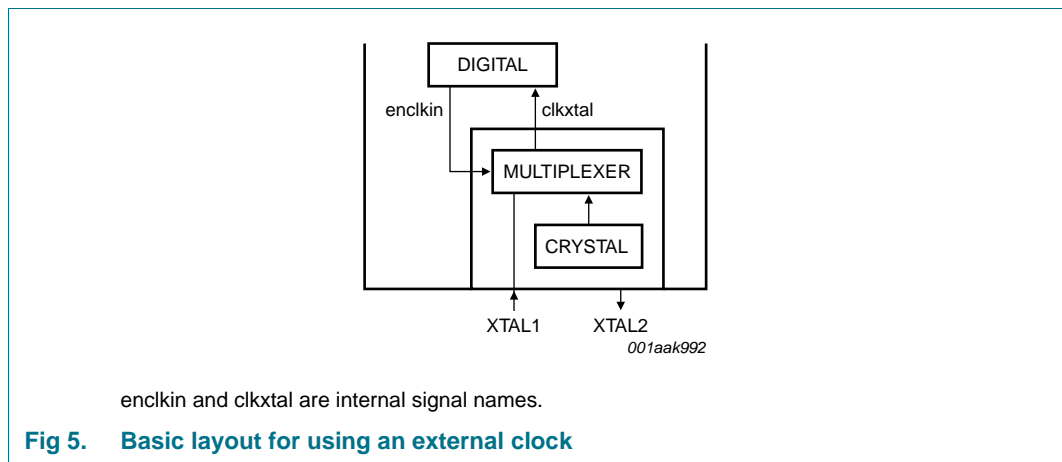 DIGITAL
enclkin
clkxtal
MULTIPLEXER
CRYSTAL
XTAL1
XTAL2
001aak992
enclkin and clkxtal are internal signal names.
Fig 5. Basic layout for using an external clock